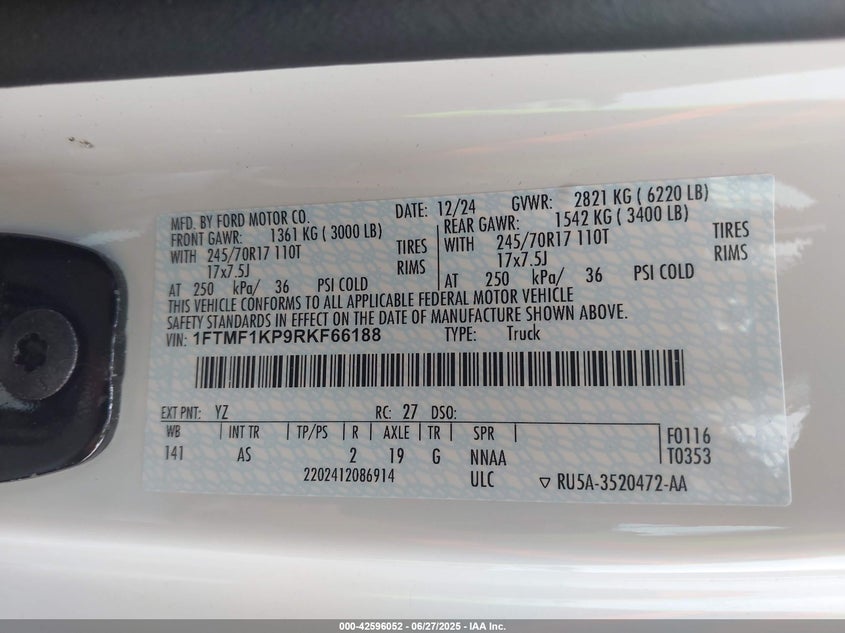 MFD. BY FORD MOTOR CO. DATE: 12/24 GVWR: 2821 KG ( 6220 LB)
FRONT GAWR: 1361 KG ( 3000 LB) REAR GAWR: 1542 KG ( 3400 LB)
WITH 245/70R17 110T TIRES WITH 245/70R17 110T TIRES
17x7.5J RIMS 17x7.5J RIMS
AT 250 kPa/ 36 PSI COLD AT 250 kPa/ 36 PSI COLD
THIS VEHICLE CONFORMS TO ALL APPLICABLE FEDERAL MOTOR VEHICLE
SAFETY STANDARDS IN EFFECT ON THE DATE OF MANUFACTURE SHOWN ABOVE.
VIN: 1FTMF1KP9RKF66188 TYPE: Truck
EXT PNT: YZ RC: 27 DSO:
WB INT TR TP/PS R AXLE TR SPR F0116
141 AS 2 19 G NNAA T0353
2202412086914 ULC ▽ RU5A-3520472-AA
000-42596052 - 06/27/2025 - IAA Inc.